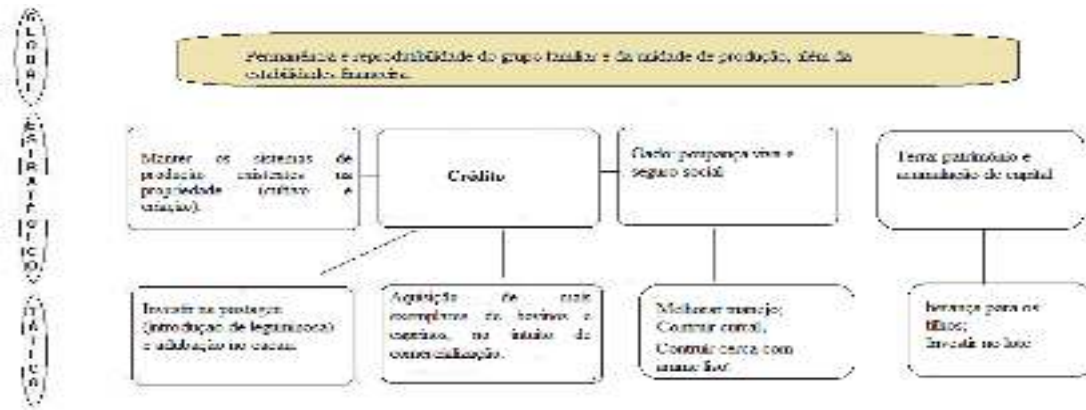 GLOBAL
Permanência e reprodutibilidade do grupo familiar e da unidade de produção, além da
estabilidades financeira.
ESTRATÉGICO
Manter os sistemas de
produção existentes na
propriedade (cultivo e
criação).
Crédito
Gado: poupança viva e
seguro social
Terra: patrimônio e
acumulação de capital
TÁTICO
Investir na pastagem
(introdução de leguminosa)
e adubação no cacau.
Aquisição de mais
exemplares de bovinos e
caprinos, no intuito de
comercialização.
Melhorar manejo;
Contruir curral;
Contruir cerca com
arame liso.
herança para os
filhos;
Investir no lote